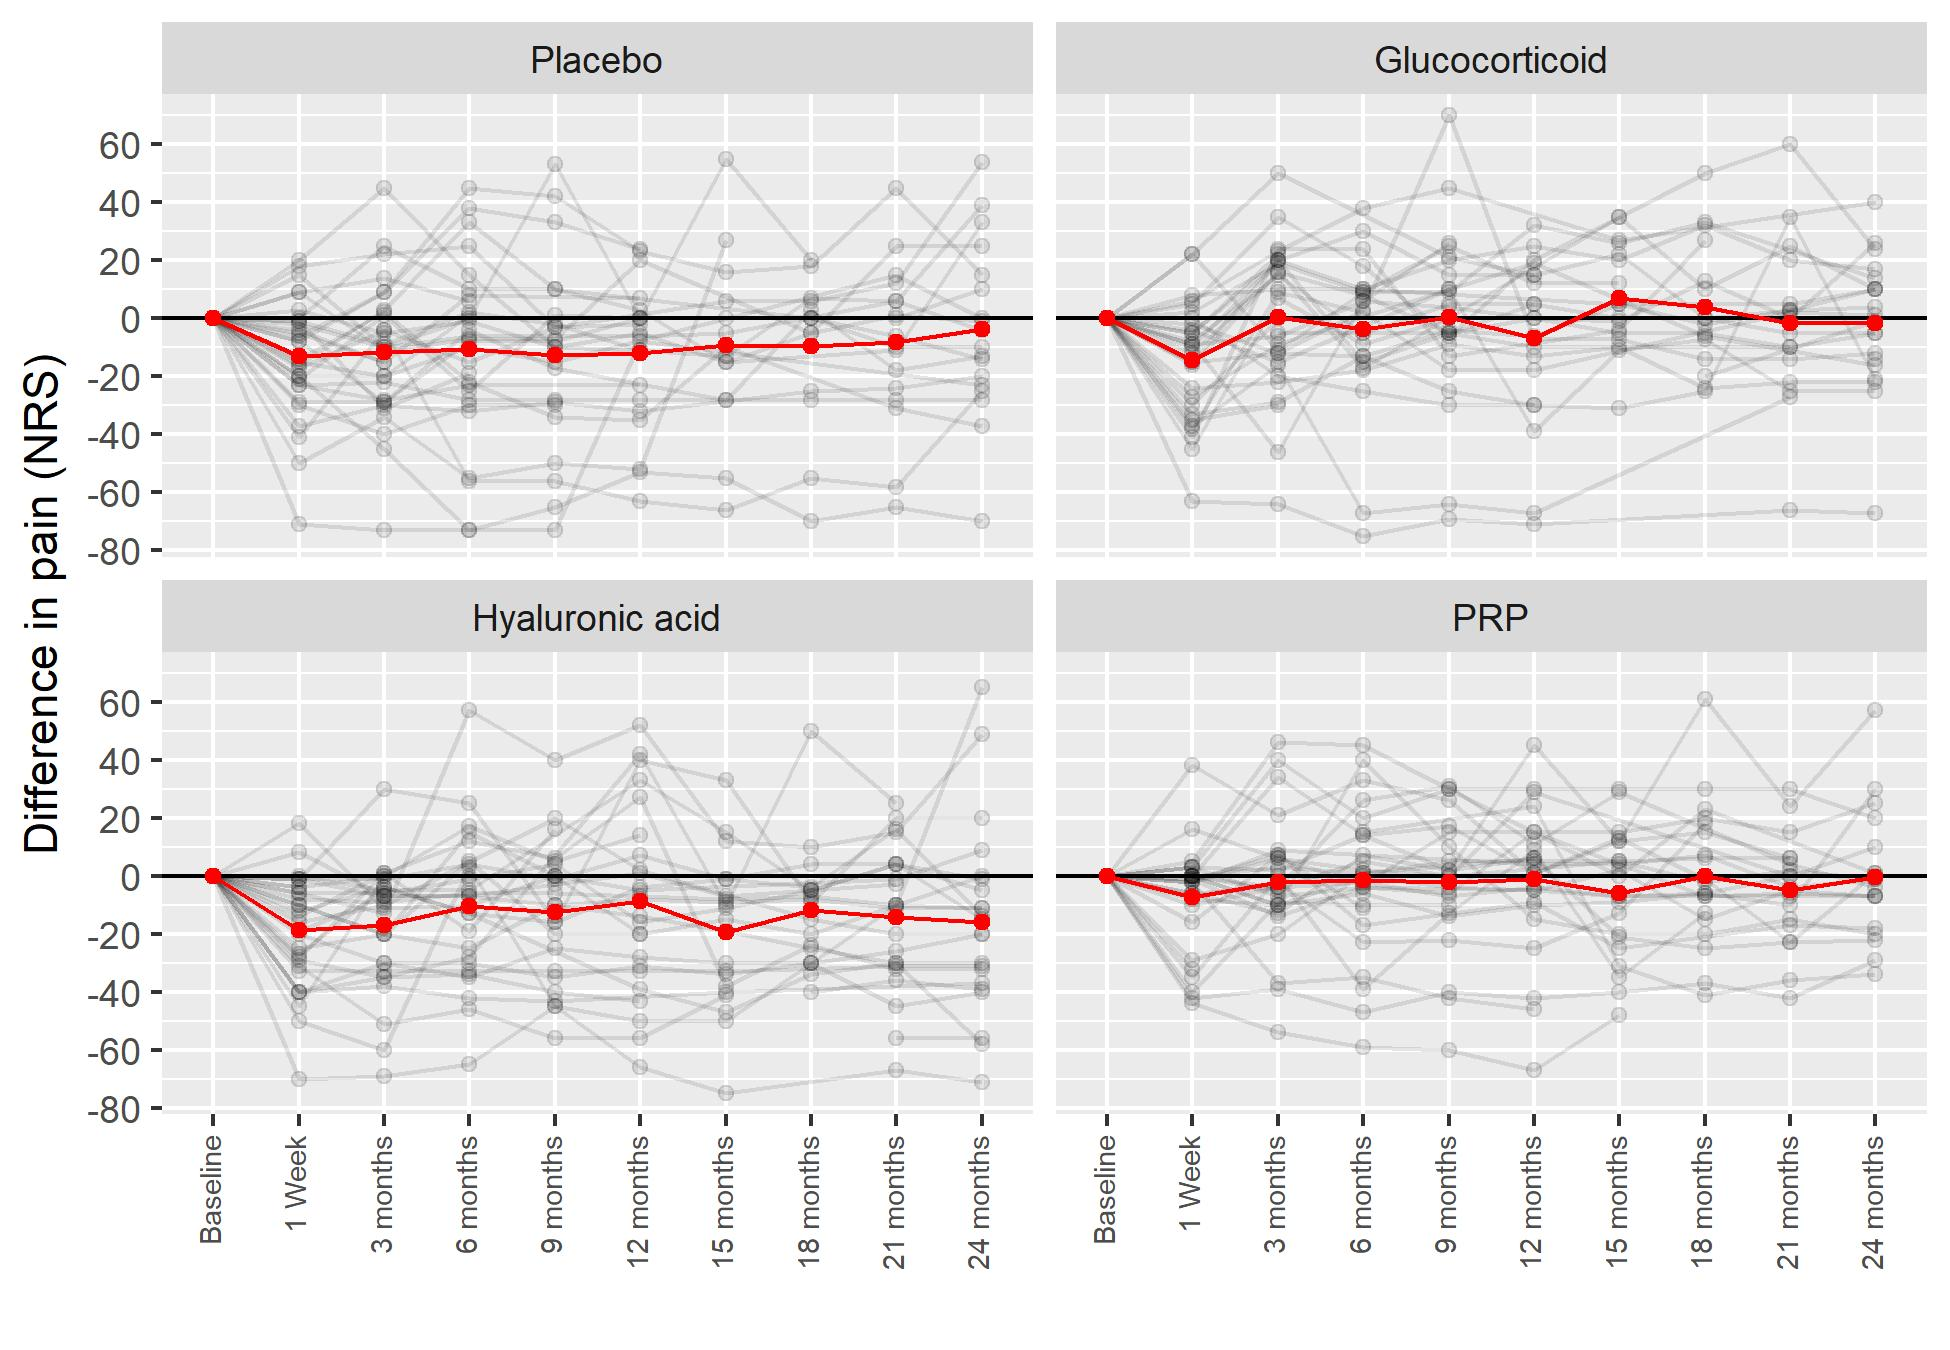 Placebo
Glucocorticoid
60
40
20
0
-20
-40
-60
-80
Difference in pain (NRS)
Hyaluronic acid
PRP
60
40
20
0
-20
-40
-60
-80
Baseline
1 Week
3 months
6 months
9 months
12 months
15 months
18 months
21 months
24 months
Baseline
1 Week
3 months
6 months
9 months
12 months
15 months
18 months
21 months
24 months